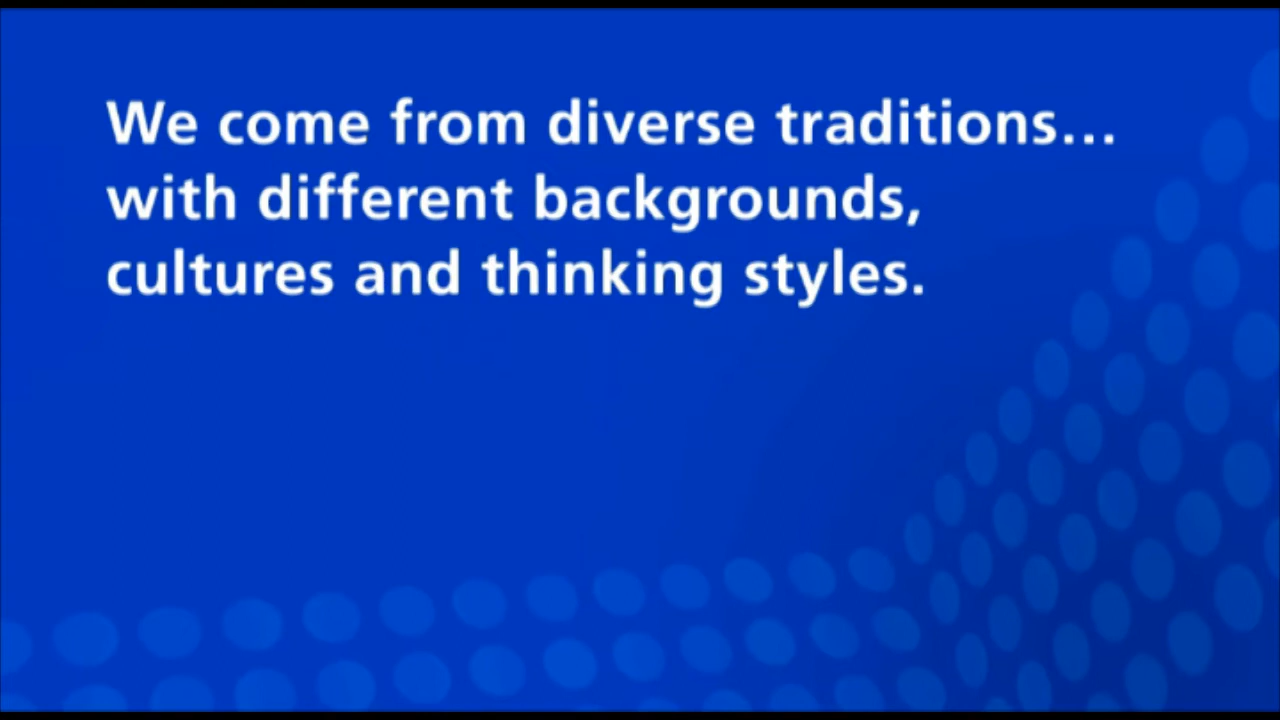 We come from diverse traditions...
with different backgrounds,
cultures and thinking styles.